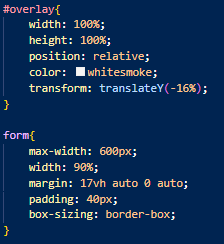 #overlay{
width: 100%;
height: 100%;
position: relative;
color: whitesmoke;
transform: translateY(-16%);
}
form{
max-width: 600px;
width: 90%;
margin: 17vh auto 0 auto;
padding: 40px;
box-sizing: border-box;
}